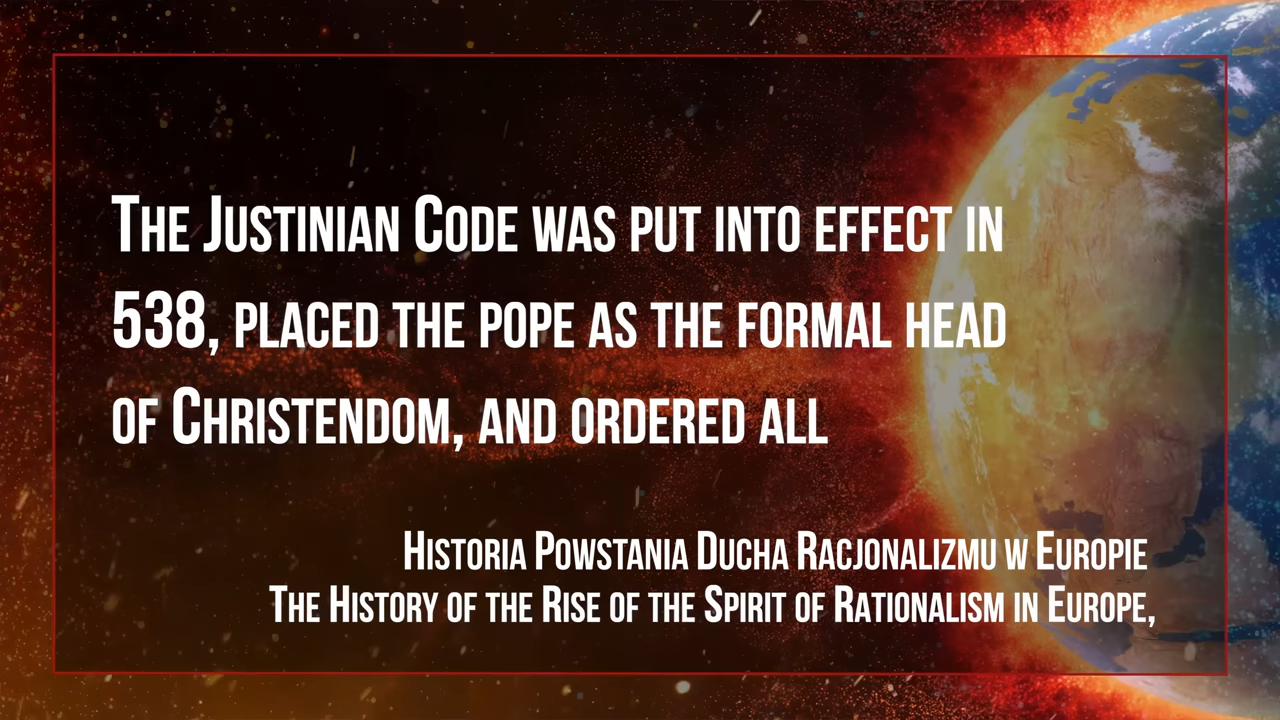 The Justinian Code was put into effect in
538, placed the pope as the formal head
of Christendom, and ordered all
Historia Powstania Ducha Racjonalizmu w Europie
The History of the Rise of the Spirit of Rationalism in Europe,